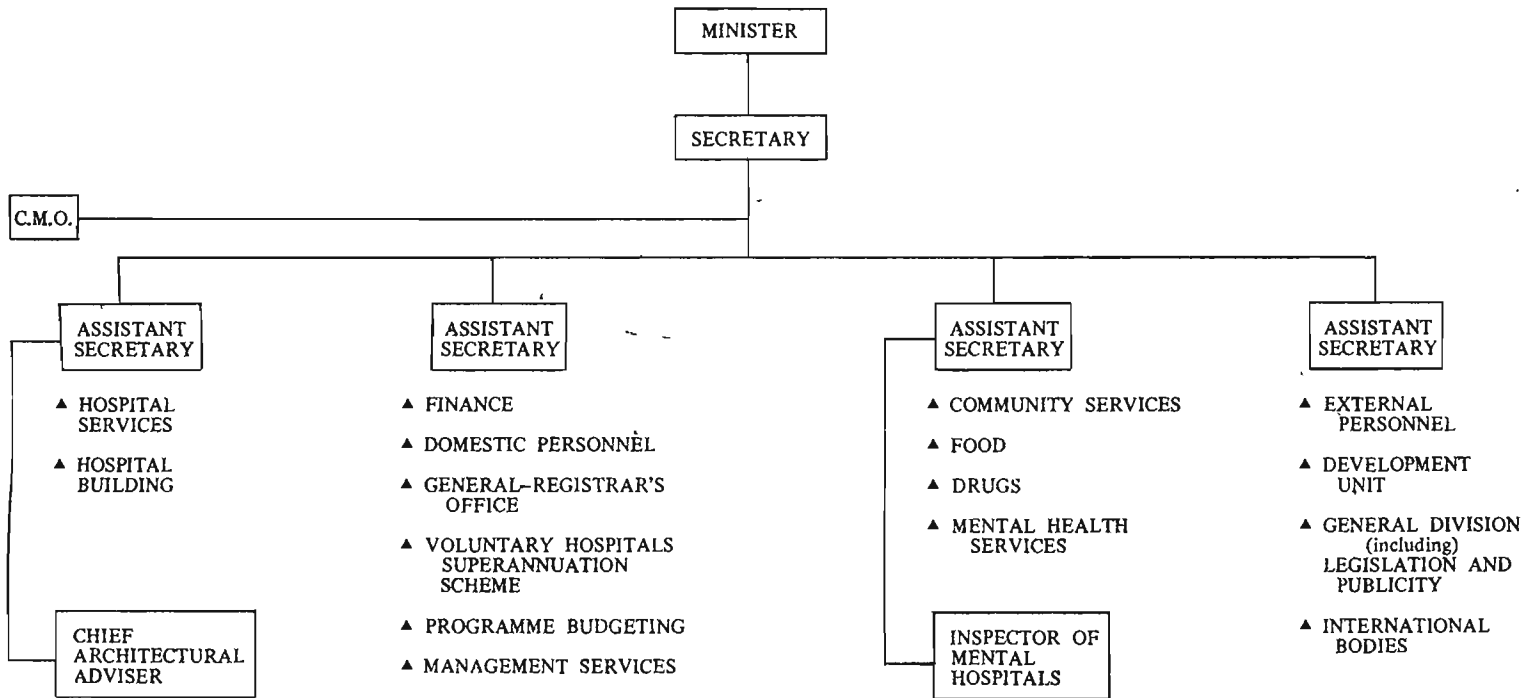 MINISTER
SECRETARY
C.M.O.
ASSISTANT
SECRETARY
▲ HOSPITAL
SERVICES
▲ HOSPITAL
BUILDING
CHIEF
ARCHITECTURAL
ADVISER
ASSISTANT
SECRETARY
▲ FINANCE
▲ DOMESTIC PERSONNEL
▲ GENERAL-REGISTRAR'S
OFFICE
▲ VOLUNTARY HOSPITALS
SUPERANNUATION
SCHEME
▲ PROGRAMME BUDGETING
▲ MANAGEMENT SERVICES
ASSISTANT
SECRETARY
▲ COMMUNITY SERVICES
▲ FOOD
▲ DRUGS
▲ MENTAL HEALTH
SERVICES
INSPECTOR OF
MENTAL
HOSPITALS
ASSISTANT
SECRETARY
▲ EXTERNAL
PERSONNEL
▲ DEVELOPMENT
UNIT
▲ GENERAL DIVISION
(including)
LEGISLATION AND
PUBLICITY
▲ INTERNATIONAL
BODIES